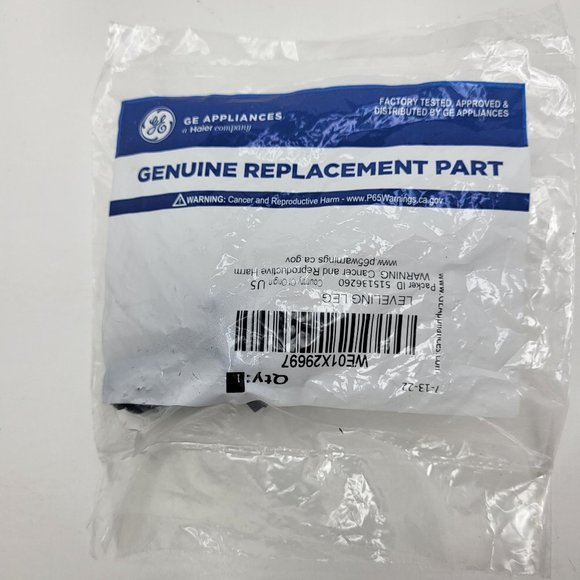 GE APPLIANCES
a Haier company
FACTORY TESTED, APPROVED &
DISTRIBUTED BY GE APPLIANCES
GENUINE REPLACEMENT PART
WARNING: Cancer and Reproductive Harm - www.P65Warnings.ca.gov
7-13-22
Qty: 1
WE01X29697
LEVELING LEG
Country Of Origin US
Packer ID 515136260
WARNING Cancer and Reproductive Harm
www.p65warnings.ca.gov